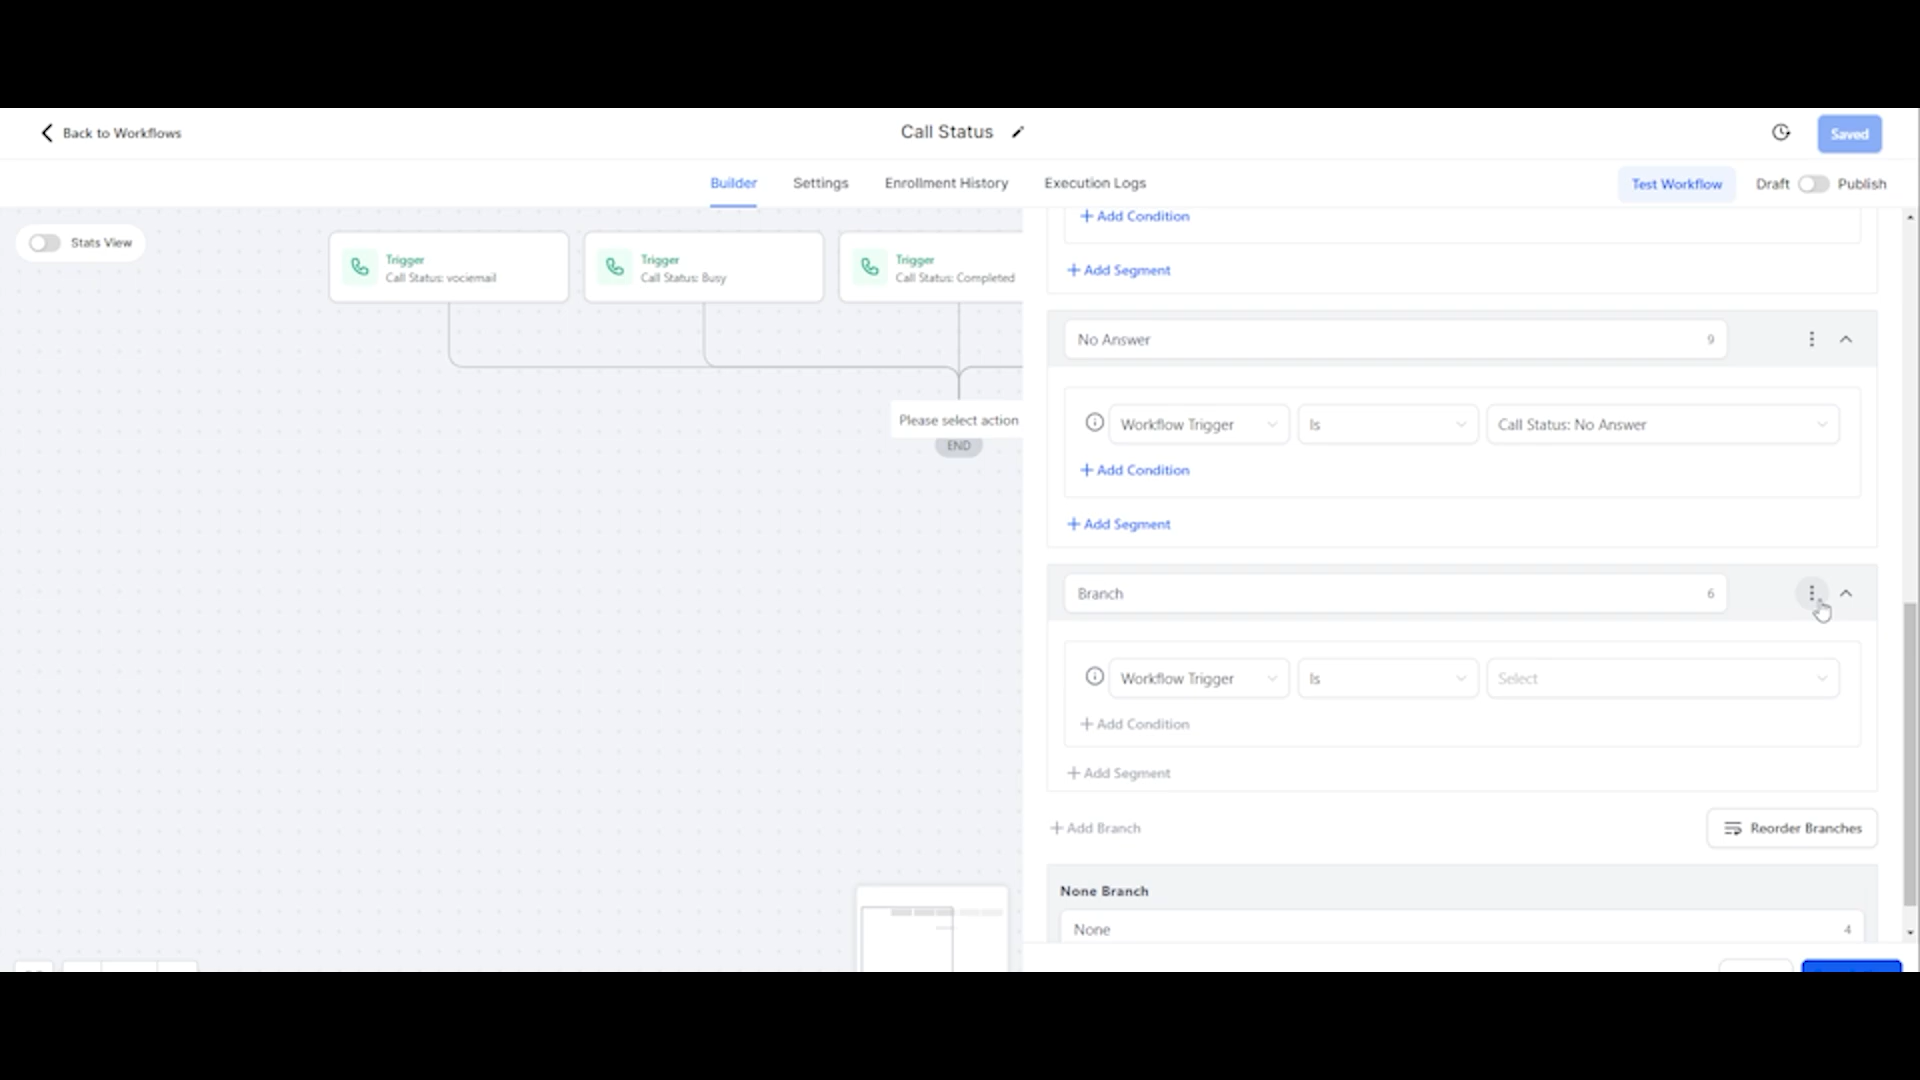 Back to Workflows
Call Status
Saved
Builder
Settings
Enrollment History
Execution Logs
Test Workflow
Draft
Publish
Stats View
Trigger
Call Status: vociemail
Trigger
Call Status: Busy
Trigger
Call Status: Completed
Please select action
END
+ Add Condition
+ Add Segment
No Answer
9
Workflow Trigger
Is
Call Status: No Answer
+ Add Condition
+ Add Segment
Branch
6
Workflow Trigger
Is
Select
+ Add Condition
+ Add Segment
+ Add Branch
Reorder Branches
None Branch
None
4